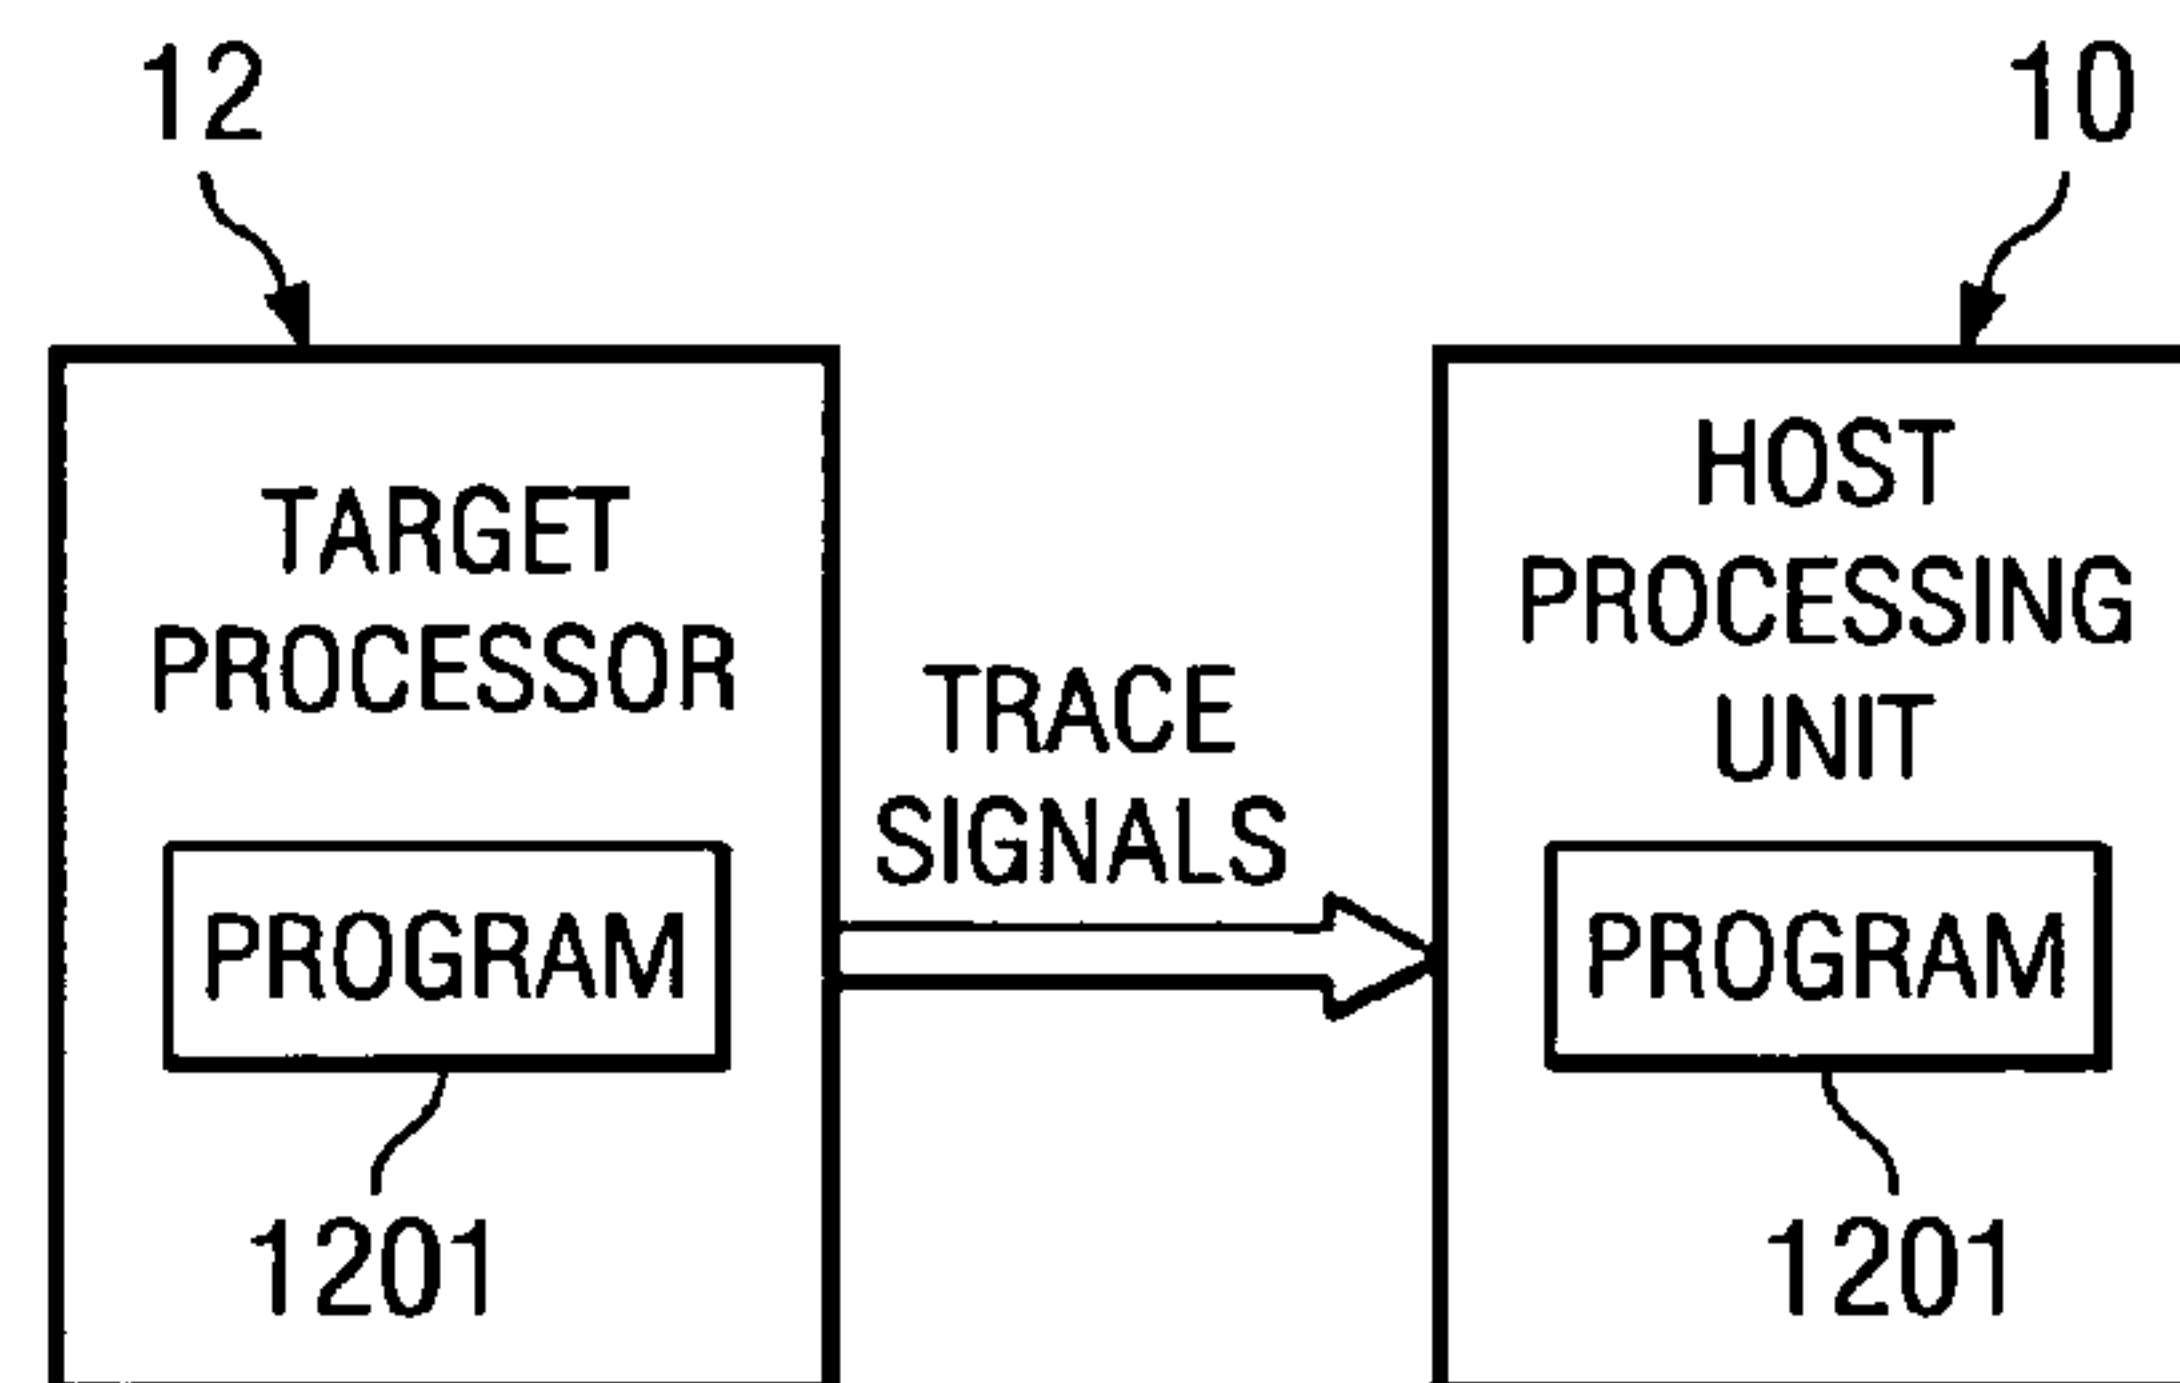 12
10
TARGET
PROCESSOR
PROGRAM
1201
TRACE
SIGNALS
HOST
PROCESSING
UNIT
PROGRAM
1201